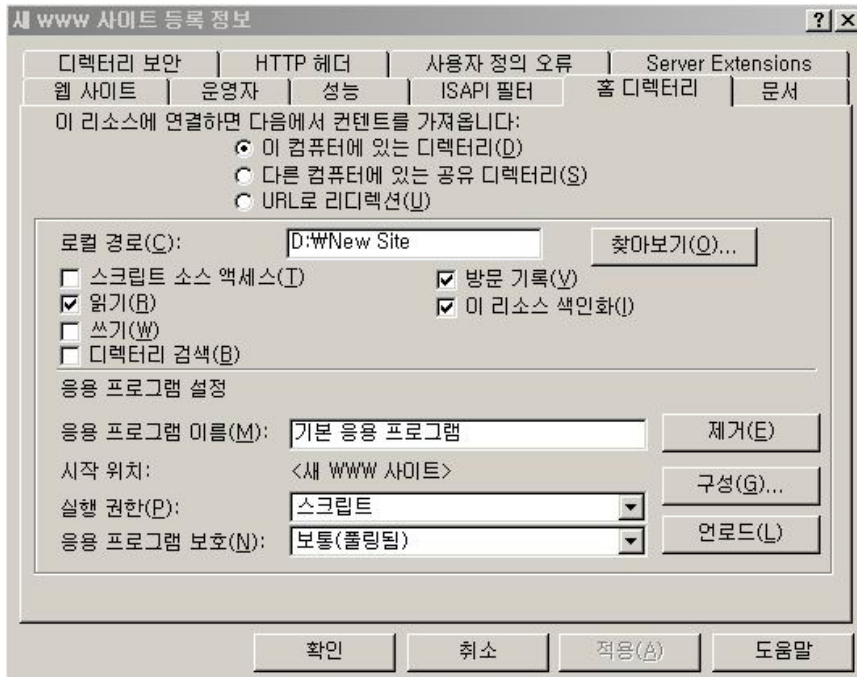 새 WWW 사이트 등록 정보
디렉터리 보안 HTTP 헤더 사용자 정의 오류 Server Extensions
웹 사이트 운영자 성능 ISAPI 필터 홈 디렉터리 문서
이 리소스에 연결하면 다음에서 컨텐트를 가져옵니다:
이 컴퓨터에 있는 디렉터리(D)
다른 컴퓨터에 있는 공유 디렉터리(S)
URL로 리디렉션(U)
로컬 경로(C): D:₩New Site 찾아보기(O)...
스크립트 소스 액세스(T) 방문 기록(V)
읽기(R) 이 리소스 색인화(I)
쓰기(W)
디렉터리 검색(B)
응용 프로그램 설정
응용 프로그램 이름(M): 기본 응용 프로그램 제거(E)
시작 위치: <새 WWW 사이트> 구성(G)...
실행 권한(P): 스크립트
응용 프로그램 보호(N): 보통(풀링됨) 언로드(L)
확인 취소 적용(A) 도움말